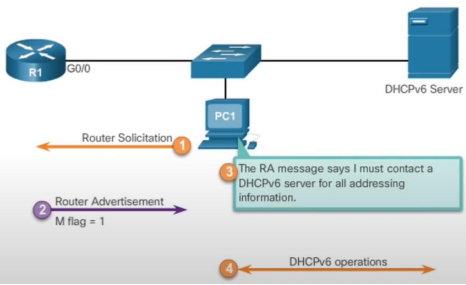 R1
G0/0
DHCPv6 Server
PC1
Router Solicitation
1
3
The RA message says I must contact a
DHCPv6 server for all addressing
information.
2
Router Advertisement
M flag = 1
4
DHCPv6 operations